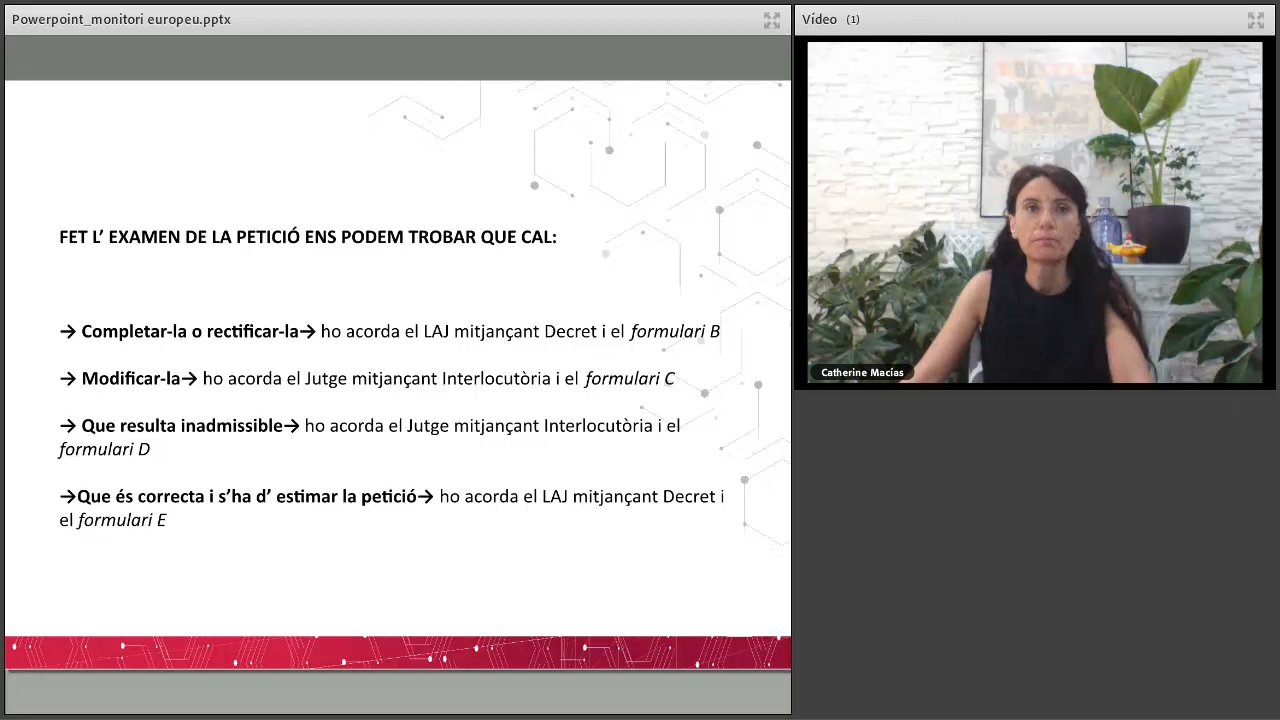 Powerpoint_monitori europeu.pptx
Vídeo (1)
FET L’ EXAMEN DE LA PETICIÓ ENS PODEM TROBAR QUE CAL:
→ Completar-la o rectificar-la→ ho acorda el LAJ mitjançant Decret i el formulari B
→ Modificar-la→ ho acorda el Jutge mitjançant Interlocutòria i el formulari C
→ Que resulta inadmissible→ ho acorda el Jutge mitjançant Interlocutòria i el
formulari D
→Que és correcta i s’ha d’ estimar la petició→ ho acorda el LAJ mitjançant Decret i
el formulari E
Catherine Macías